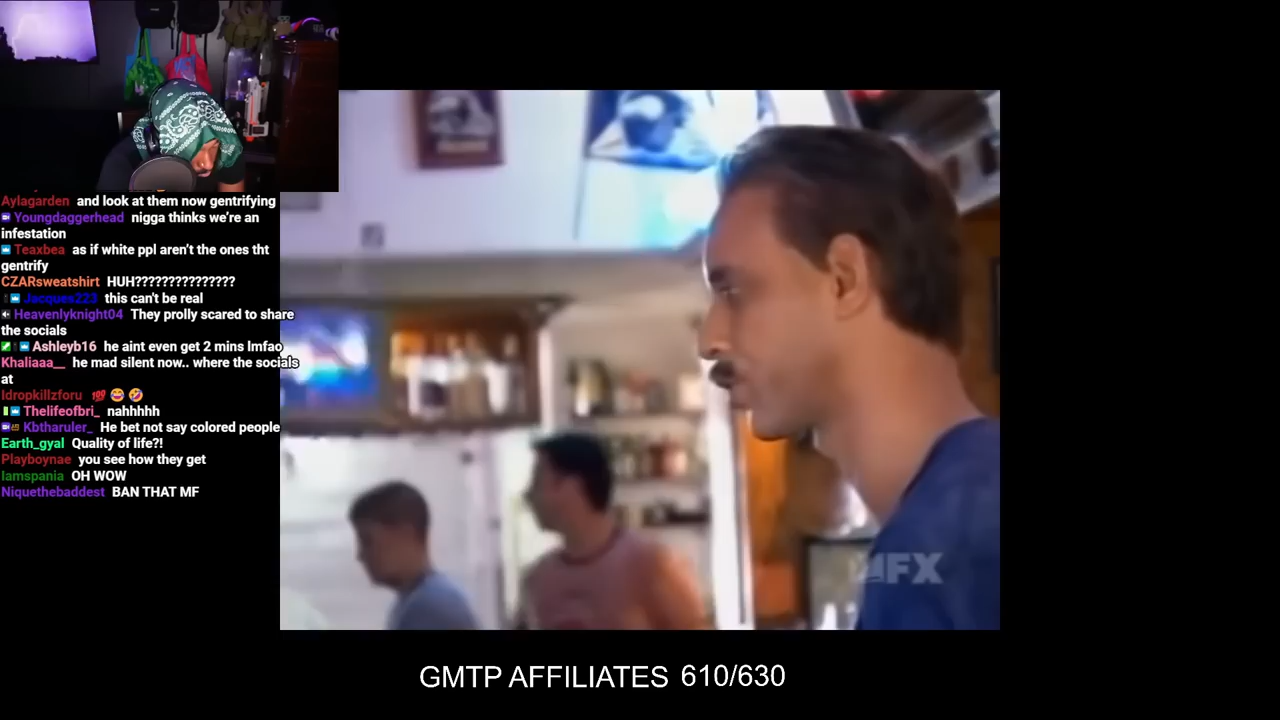 Aylagarden and look at them now gentrifying
Youngdaggerhead nigga thinks we're an
infestation
Teaxbea as if white ppl aren't the ones tht
gentrify
CZARsweatshirt HUH???????????????
Jacques223 this can't be real
Heavenlyknight04 They prolly scared to share
the socials
Ashleyb16 he aint even get 2 mins lmfao
Khaliaaa__ he mad silent now.. where the socials
at
Idropkillzforu 💯 😂 🤣
Thelifeofbri_ nahhhhh
Kbtharuler_ He bet not say colored people
Earth_gyal Quality of life?!
Playboynae you see how they get
Iamspania OH WOW
Niquethebaddest BAN THAT MF
FX
GMTP AFFILIATES 610/630